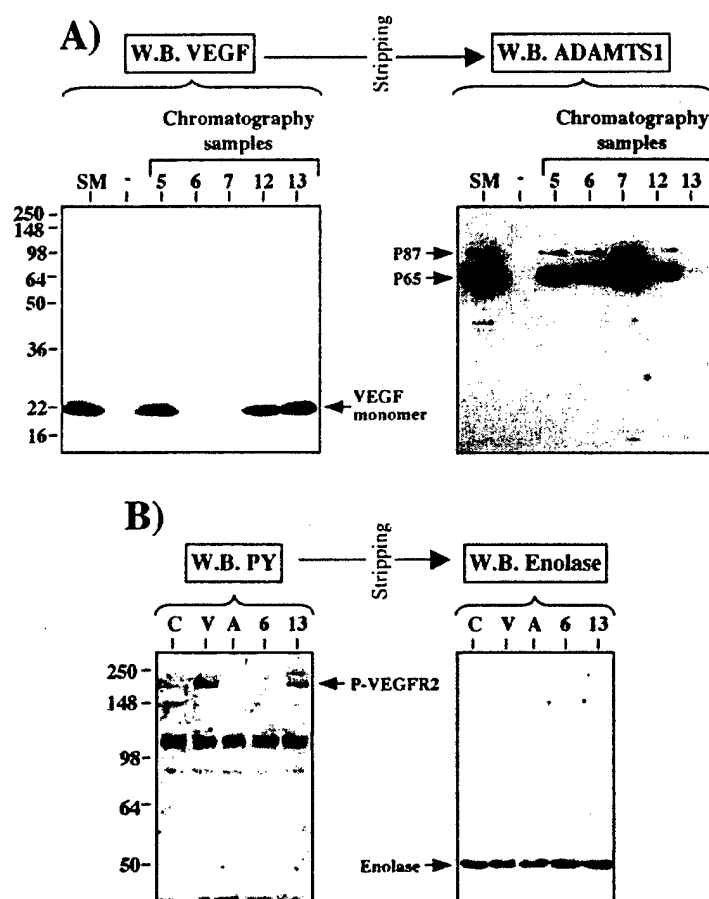 A)
W.B. VEGF
Stripping
W.B. ADAMTS1
Chromatography
samples
SM - 5 6 7 12 13
250
148
98
64
50
36
22
16
VEGF
monomer
Chromatography
samples
SM - 5 6 7 12 13
P87
P65
B)
W.B. PY
Stripping
W.B. Enolase
C V A 6 13
250
148
98
64
50
P-VEGFR2
C V A 6 13
Enolase